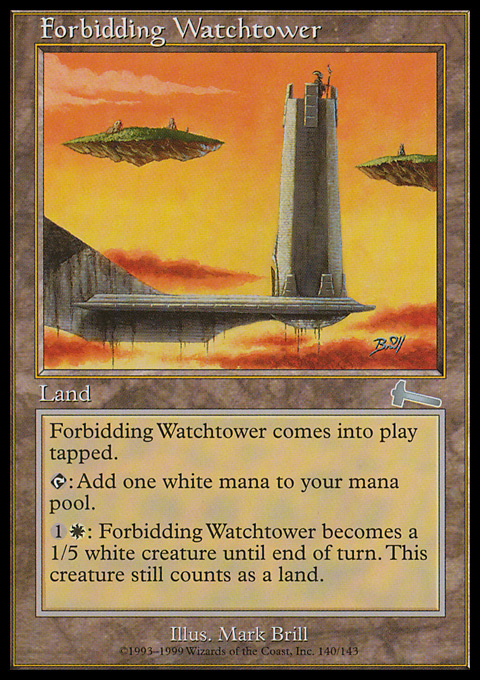 Forbidding Watchtower
Brill
Land
Forbidding Watchtower comes into play
tapped.
:Add one white mana to your mana
pool.
1 : Forbidding Watchtower becomes a
1/5 white creature until end of turn. This
creature still counts as a land.
Illus. Mark Brill
©1993–1999 Wizards of the Coast, Inc. 140/143